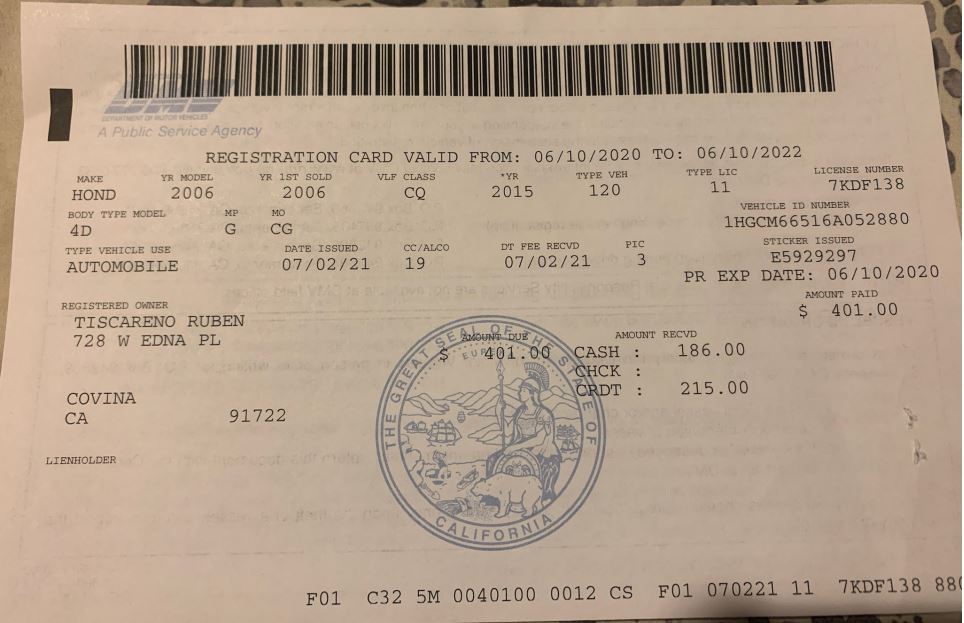 DMV
DEPARTMENT OF MOTOR VEHICLES
A Public Service Agency
REGISTRATION CARD VALID FROM: 06/10/2020 TO: 06/10/2022
MAKE YR MODEL YR 1ST SOLD VLF CLASS *YR TYPE VEH TYPE LIC LICENSE NUMBER
HOND 2006 2006 CQ 2015 120 11 7KDF138
BODY TYPE MODEL MP MO VEHICLE ID NUMBER
4D G CG 1HGCM66516A052880
TYPE VEHICLE USE DATE ISSUED CC/ALCO DT FEE RECVD PIC STICKER ISSUED
AUTOMOBILE 07/02/21 19 07/02/21 3 E5929297
PR EXP DATE: 06/10/2020
REGISTERED OWNER AMOUNT PAID
TISCARENO RUBEN $ 401.00
728 W EDNA PL AMOUNT DUE AMOUNT RECVD
$ 401.00 CASH : 186.00
CHCK :
CRDT : 215.00
COVINA
CA 91722
LIENHOLDER
THE GREAT SEAL OF THE STATE OF CALIFORNIA
F01 C32 5M 0040100 0012 CS F01 070221 11 7KDF138 880